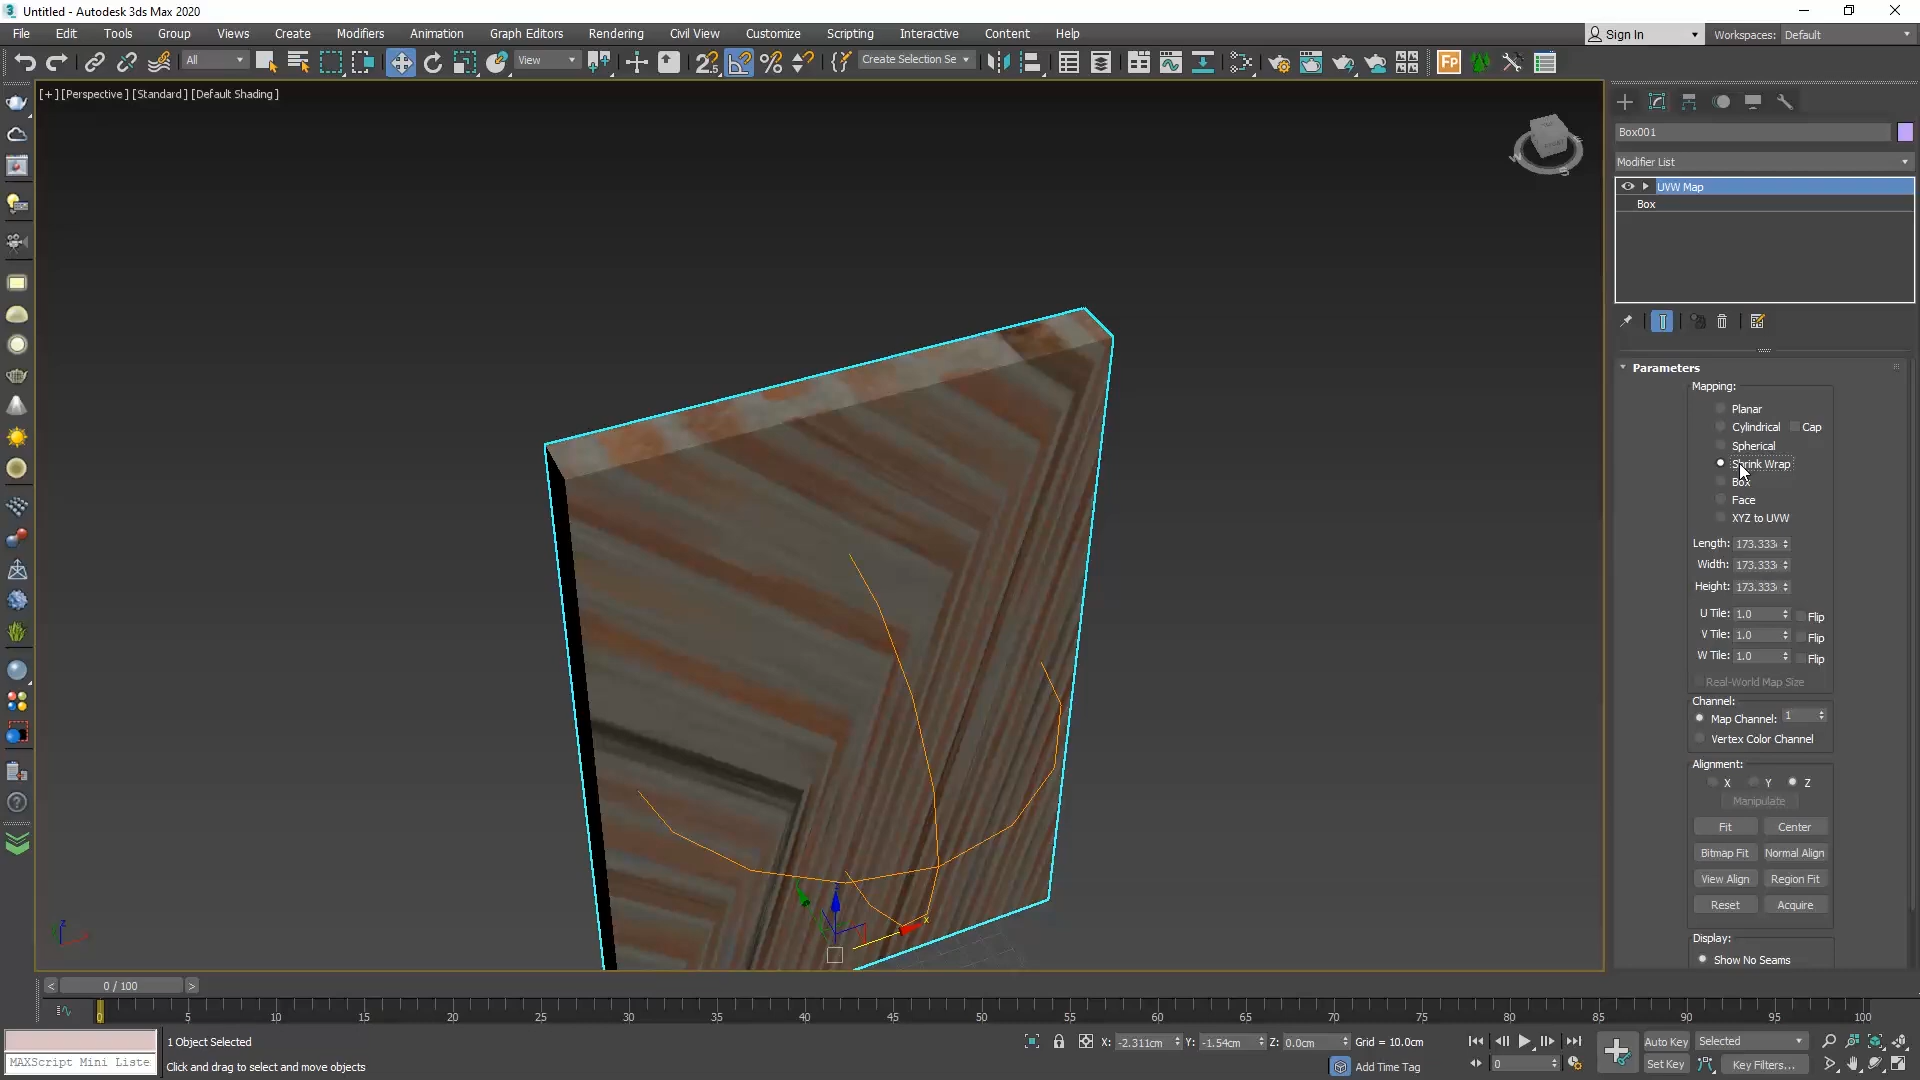 Untitled - Autodesk 3ds Max 2020
File Edit Tools Group Views Create Modifiers Animation Graph Editors Rendering Civil View Customize Scripting Interactive Content Help
Sign In Workspaces: Default
All View Create Selection Se
[+] [Perspective] [Standard] [Default Shading]
Box001
Modifier List
UVW Map
Box
Parameters
Mapping:
Planar
Cylindrical Cap
Spherical
Shrink Wrap
Box
Face
XYZ to UVW
Length: 173.333
Width: 173.333
Height: 173.333
U Tile: 1.0 Flip
V Tile: 1.0 Flip
W Tile: 1.0 Flip
Real-World Map Size
Channel:
Map Channel: 1
Vertex Color Channel
Alignment:
X Y Z
Manipulate
Fit Center
Bitmap Fit Normal Align
View Align Region Fit
Reset Acquire
Display:
Show No Seams
x
z
< 0 / 100 >
0 5 10 15 20 25 30 35 40 45 50 55 60 65 70 75 80 85 90 95 100
1 Object Selected X: -2.311cm Y: -1.54cm Z: 0.0cm Grid = 10.0cm Auto Key Selected
MAXScript Mini Liste Click and drag to select and move objects Add Time Tag 0 Set Key Key Filters...